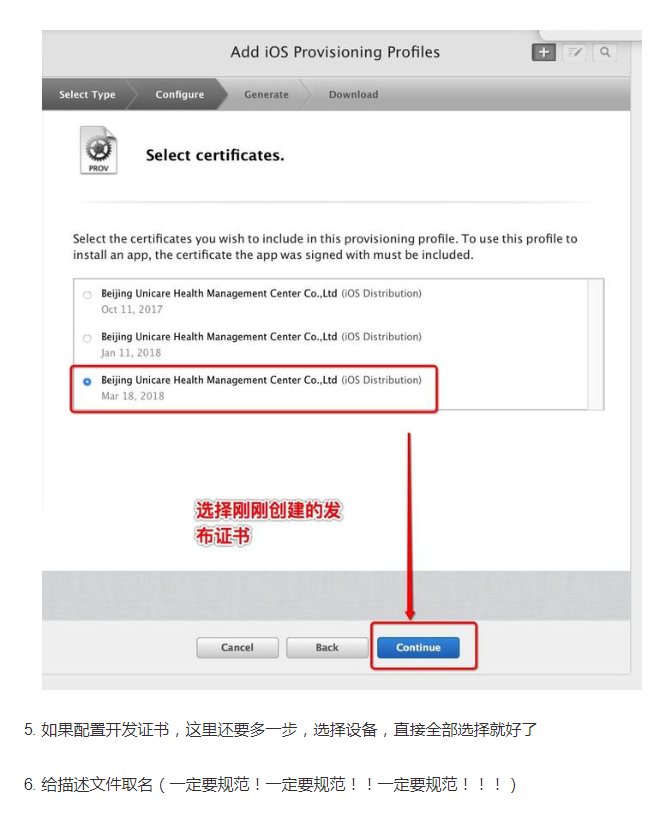 Add iOS Provisioning Profiles
Select Type
Configure
Generate
Download
PROV
Select certificates.
Select the certificates you wish to include in this provisioning profile. To use this profile to
install an app, the certificate the app was signed with must be included.
Beijing Unicare Health Management Center Co.,Ltd (iOS Distribution)
Oct 11, 2017
Beijing Unicare Health Management Center Co.,Ltd (iOS Distribution)
Jan 11, 2018
Beijing Unicare Health Management Center Co.,Ltd (iOS Distribution)
Mar 18, 2018
选择刚刚创建的发
布证书
Cancel
Back
Continue
5. 如果配置开发证书，这里还要多一步，选择设备，直接全部选择就好了
6. 给描述文件取名（一定要规范！一定要规范！！一定要规范！！！）